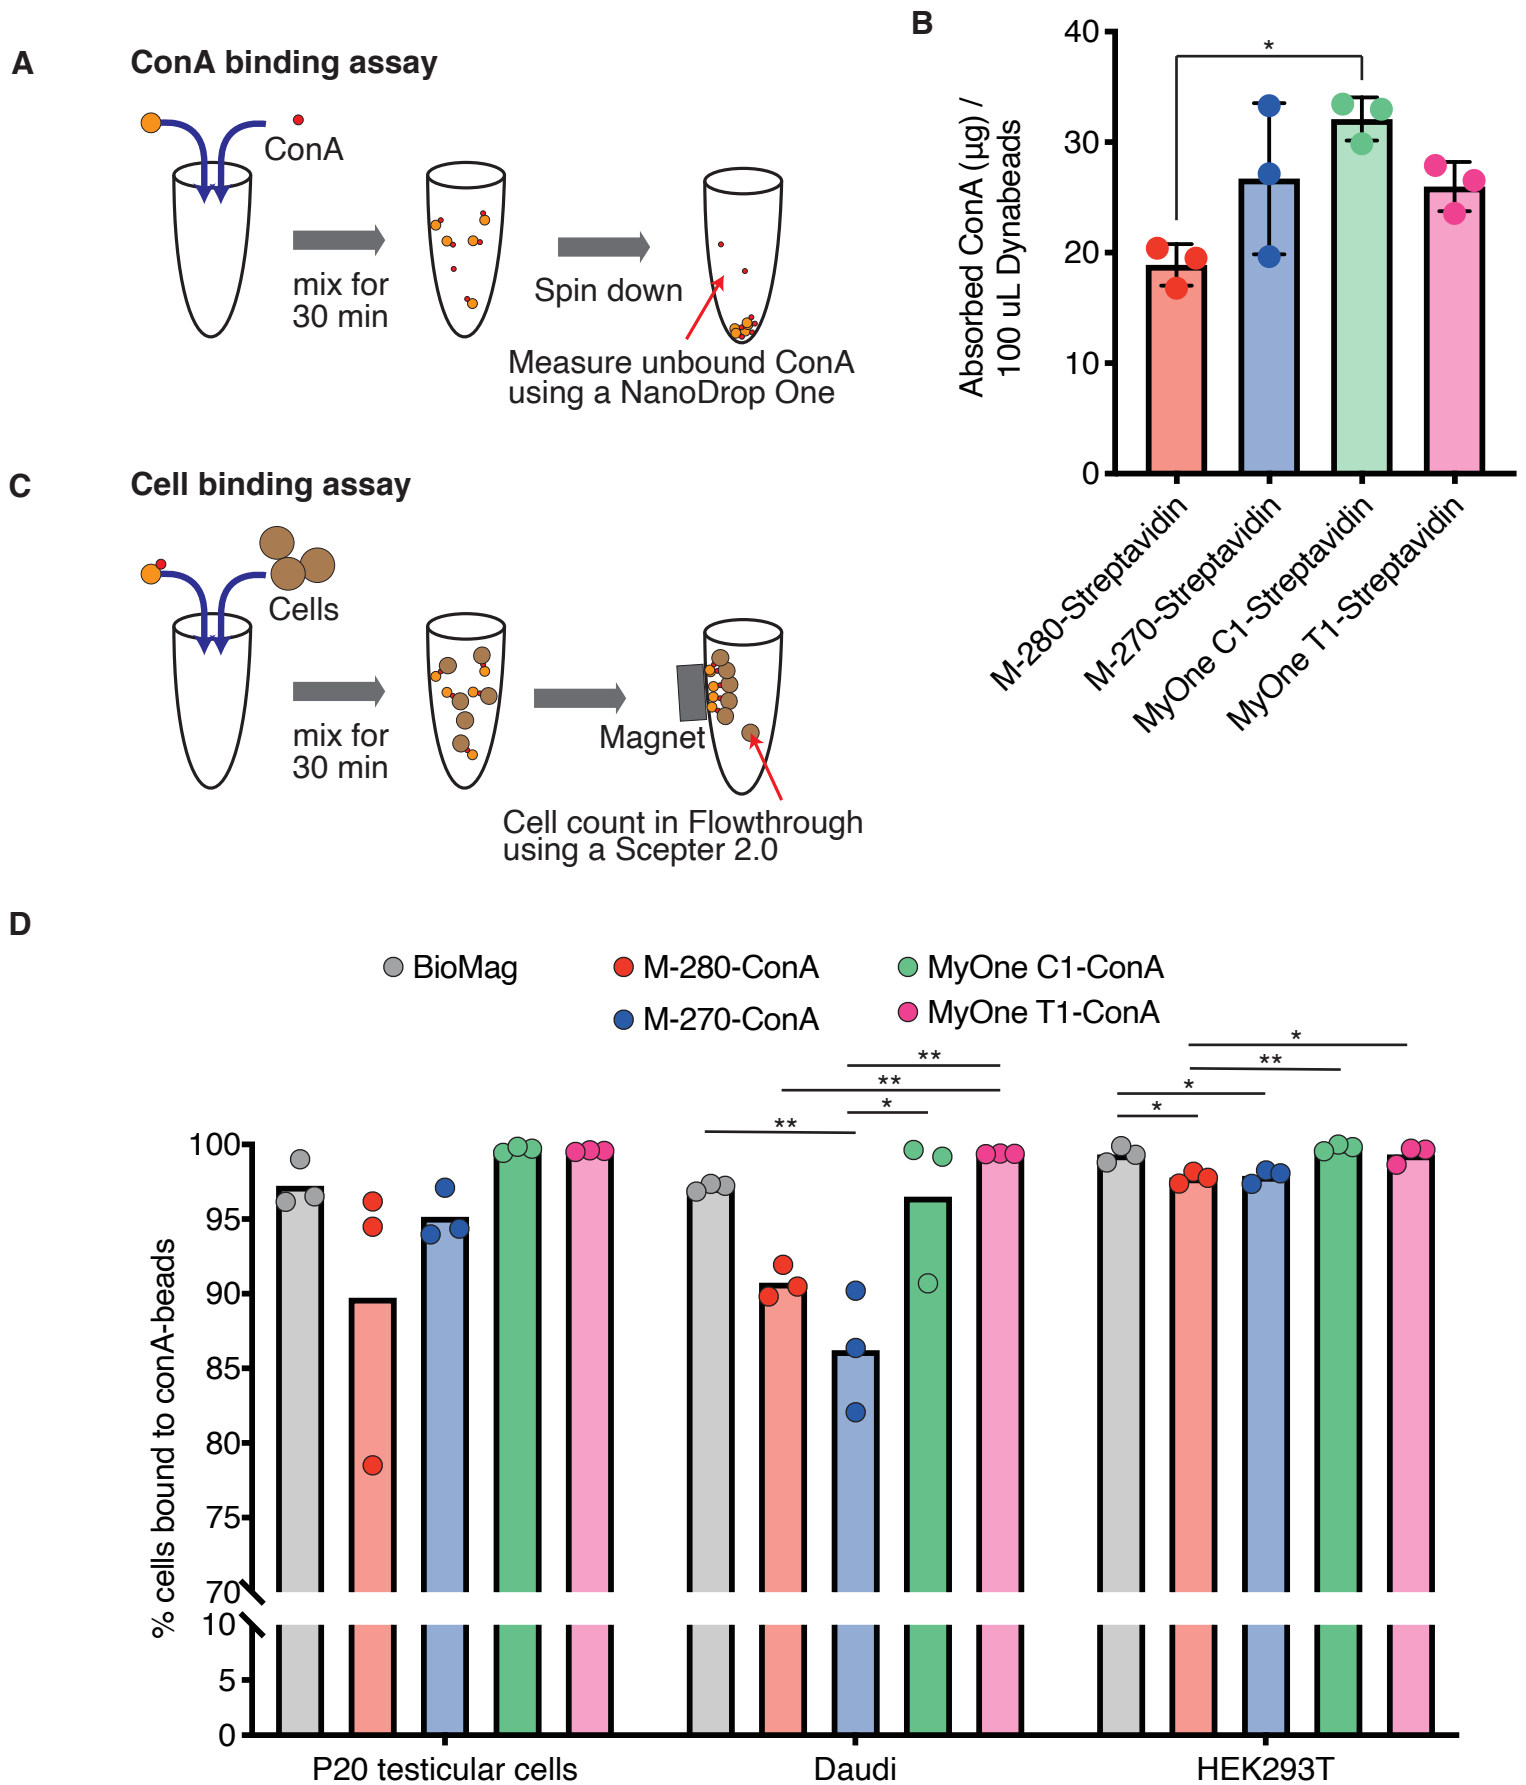 A
ConA binding assay
ConA
mix for
30 min
Spin down
Measure unbound ConA
using a NanoDrop One
B
Absorbed ConA (µg) /
100 uL Dynabeads
40
30
20
10
0
*
M-280-Streptavidin
M-270-Streptavidin
MyOne C1-Streptavidin
MyOne T1-Streptavidin
C
Cell binding assay
Cells
mix for
30 min
Magnet
Cell count in Flowthrough
using a Scepter 2.0
D
BioMag
M-280-ConA
M-270-ConA
MyOne C1-ConA
MyOne T1-ConA
% cells bound to conA-beads
100
95
90
85
80
75
70
10
5
0
**
**
*
**
*
**
*
*
P20 testicular cells
Daudi
HEK293T